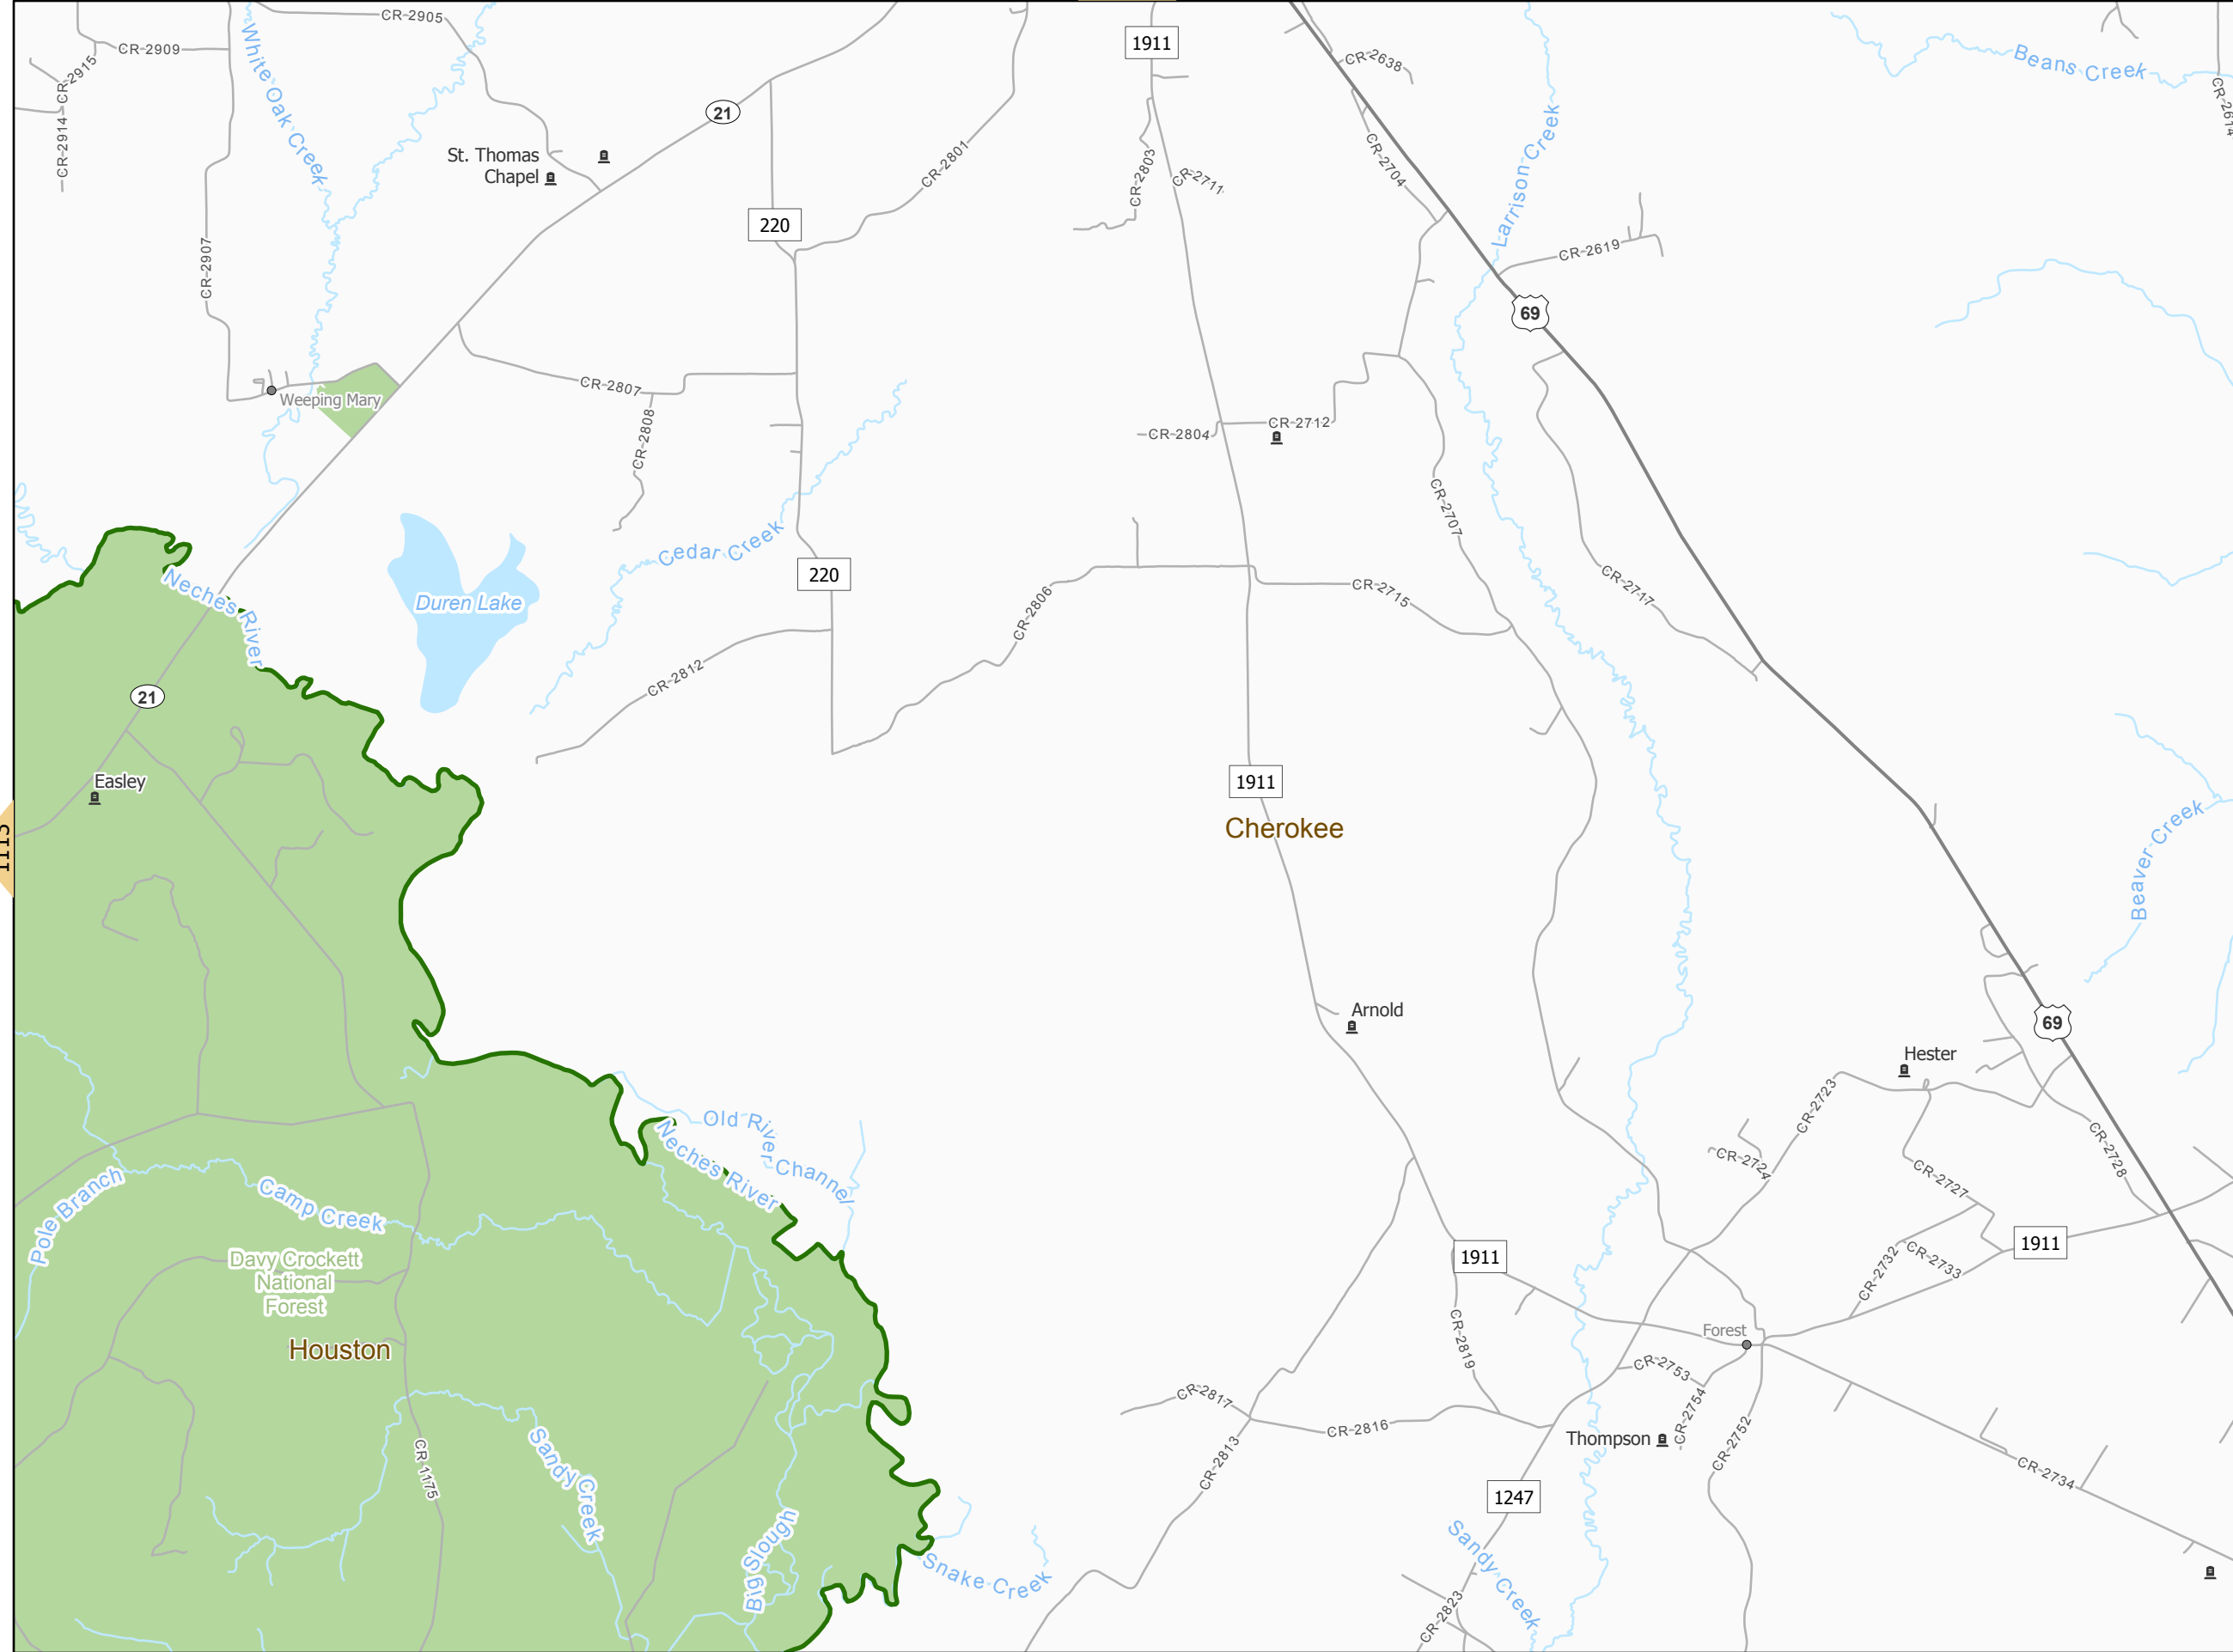 CR-2905
CR-2909
CR-2915
CR-2914
White Oak Creek
1911
CR-2638
Beans Creek
CR-2614
21
St. Thomas
Chapel
CR-2801
CR-2803
CR-2711
CR-2704
Larrison Creek
220
CR-2907
CR-2619
69
CR-2807
Weeping Mary
CR-2808
CR-2804
CR-2712
CR-2707
Cedar Creek
220
Neches River
Duren Lake
CR-2806
CR-2715
CR-2717
CR-2812
21
Easley
1911
1115
Cherokee
Beaver Creek
Arnold
69
Hester
Old River Channel
Neches River
CR-2723
CR-2724
CR-2728
CR-2727
Pole Branch
Camp Creek
Davy Crockett
National
Forest
1911
1911
CR-2732
CR-2733
Houston
CR-2819
Forest
CR-2753
CR-2754
CR-2817
CR-2816
CR-2813
Thompson
CR-2752
CR-2734
CR 1175
Sandy Creek
1247
Big Slough
Snake Creek
Sandy Creek
CR-2823